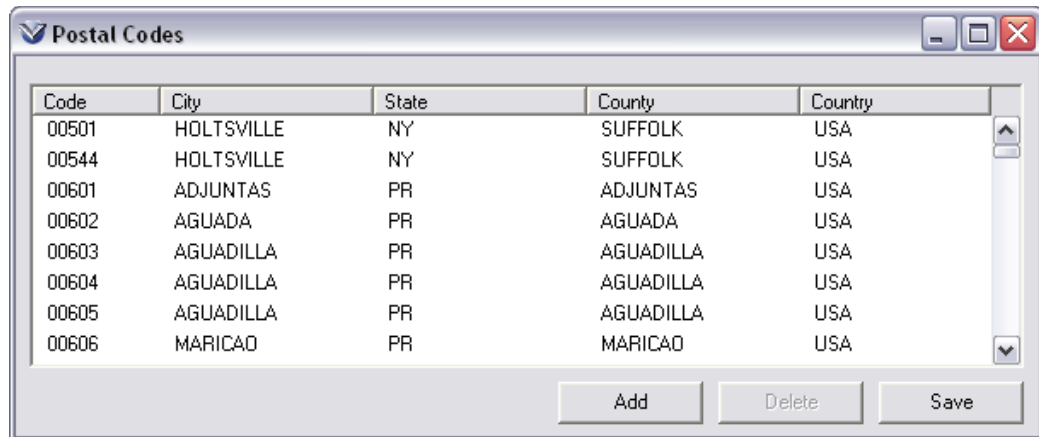 Postal Codes
Code City State County Country
00501 HOLTSVILLE NY SUFFOLK USA
00544 HOLTSVILLE NY SUFFOLK USA
00601 ADJUNTAS PR ADJUNTAS USA
00602 AGUADA PR AGUADA USA
00603 AGUADILLA PR AGUADILLA USA
00604 AGUADILLA PR AGUADILLA USA
00605 AGUADILLA PR AGUADILLA USA
00606 MARICAO PR MARICAO USA
Add Delete Save